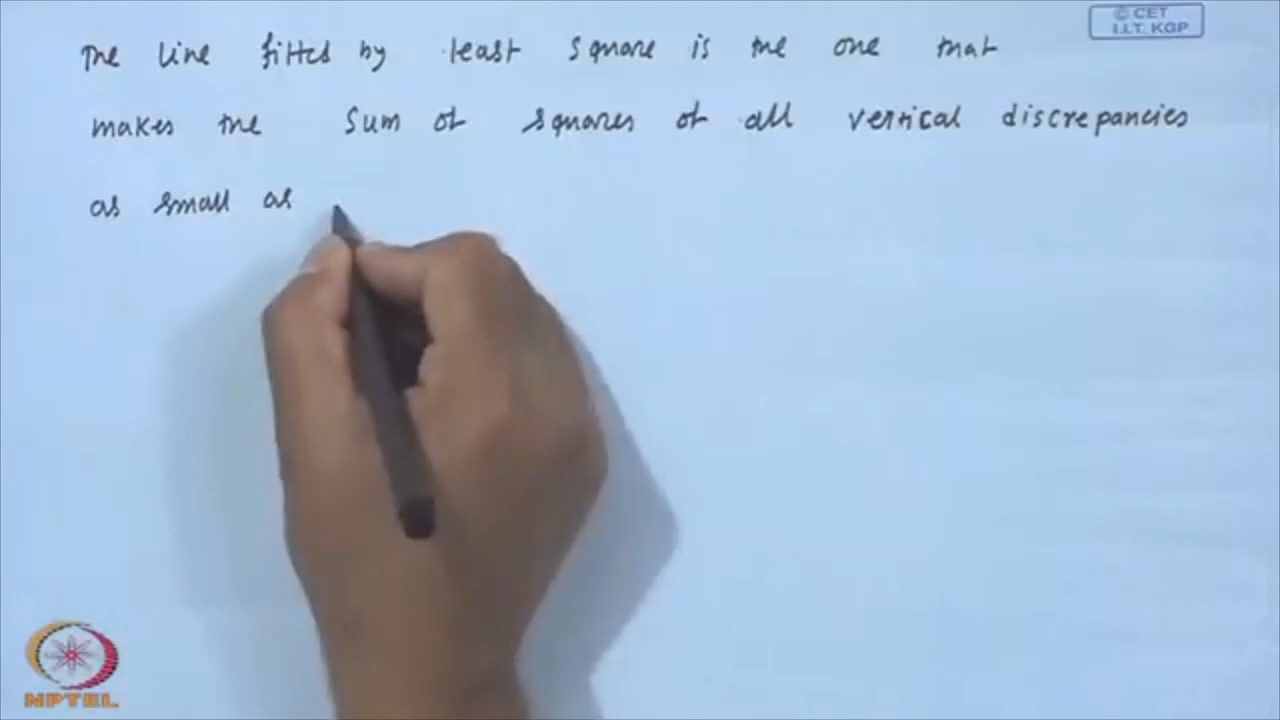 © CET
I.I.T. KGP
The line fitted by least square is the one that
makes the sum of squares of all vertical discrepancies
as small as
NPTEL